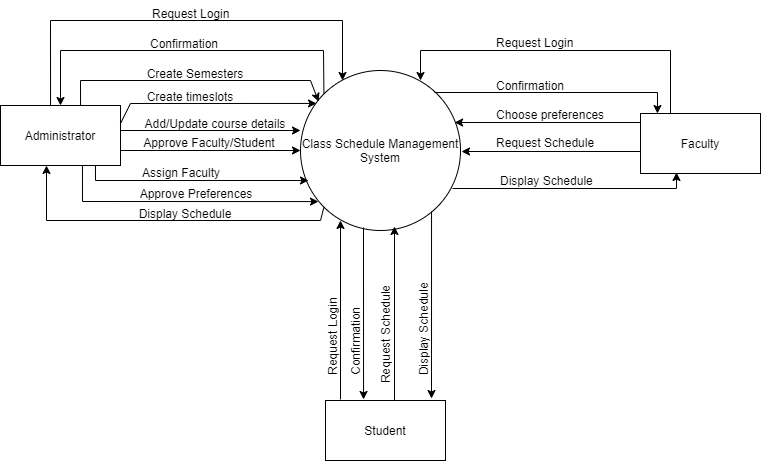 Request Login
Confirmation
Create Semesters
Create timeslots
Add/Update course details
Approve Faculty/Student
Assign Faculty
Approve Preferences
Display Schedule
Administrator
Class Schedule Management
System
Request Login
Confirmation
Choose preferences
Request Schedule
Display Schedule
Faculty
Request Login
Confirmation
Request Schedule
Display Schedule
Student